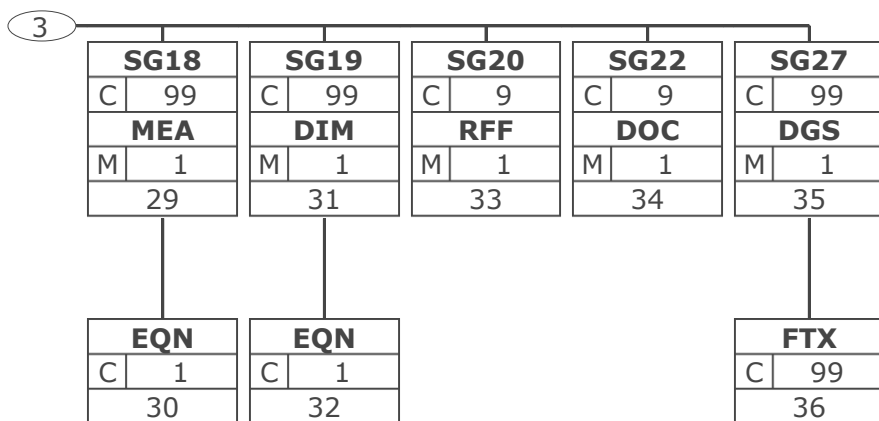 3
SG18 SG19 SG20 SG22 SG27
C 99 C 99 C 9 C 9 C 99
MEA DIM RFF DOC DGS
M 1 M 1 M 1 M 1 M 1
29 31 33 34 35
EQN EQN FTX
C 1 C 1 C 99
30 32 36